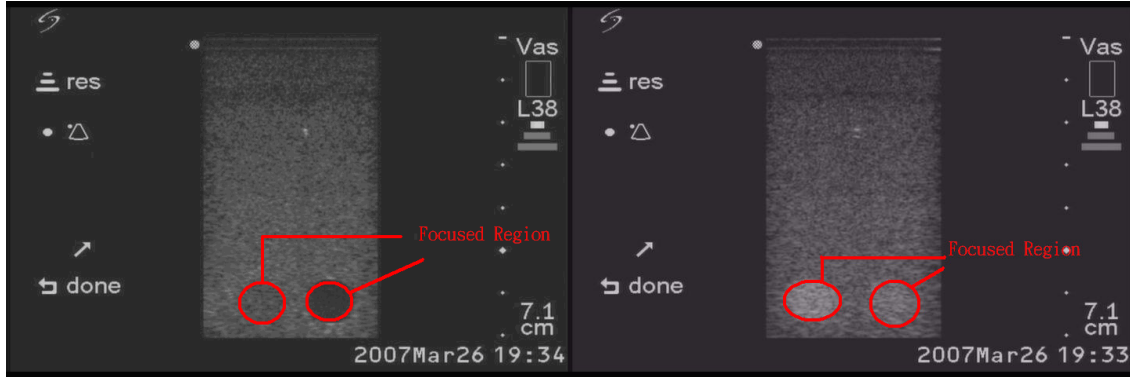 Vas
res
L38
Focused Region
done
7.1
cm
2007Mar26 19:34
Vas
res
L38
Focused Region
done
7.1
cm
2007Mar26 19:33